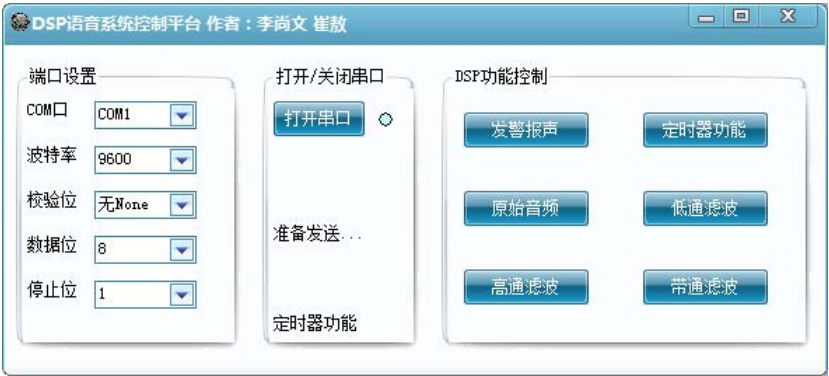 DSP语音系统控制平台 作者：李尚文 崔敖
端口设置
COM口 COM1
波特率 9600
校验位 无None
数据位 8
停止位 1
打开/关闭串口
打开串口
准备发送...
定时器功能
DSP功能控制
发警报声 定时器功能
原始音频 低通滤波
高通滤波 带通滤波